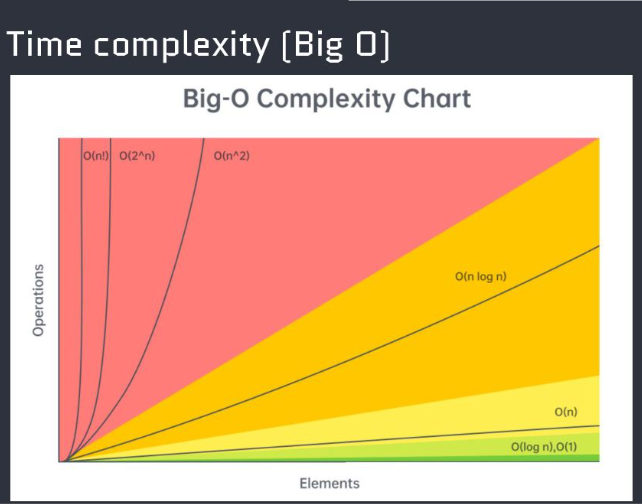 Time complexity (Big O)
Big-O Complexity Chart
O(n!) O(2^n) O(n^2)
O(n log n)
O(n)
O(log n),O(1)
Operations
Elements